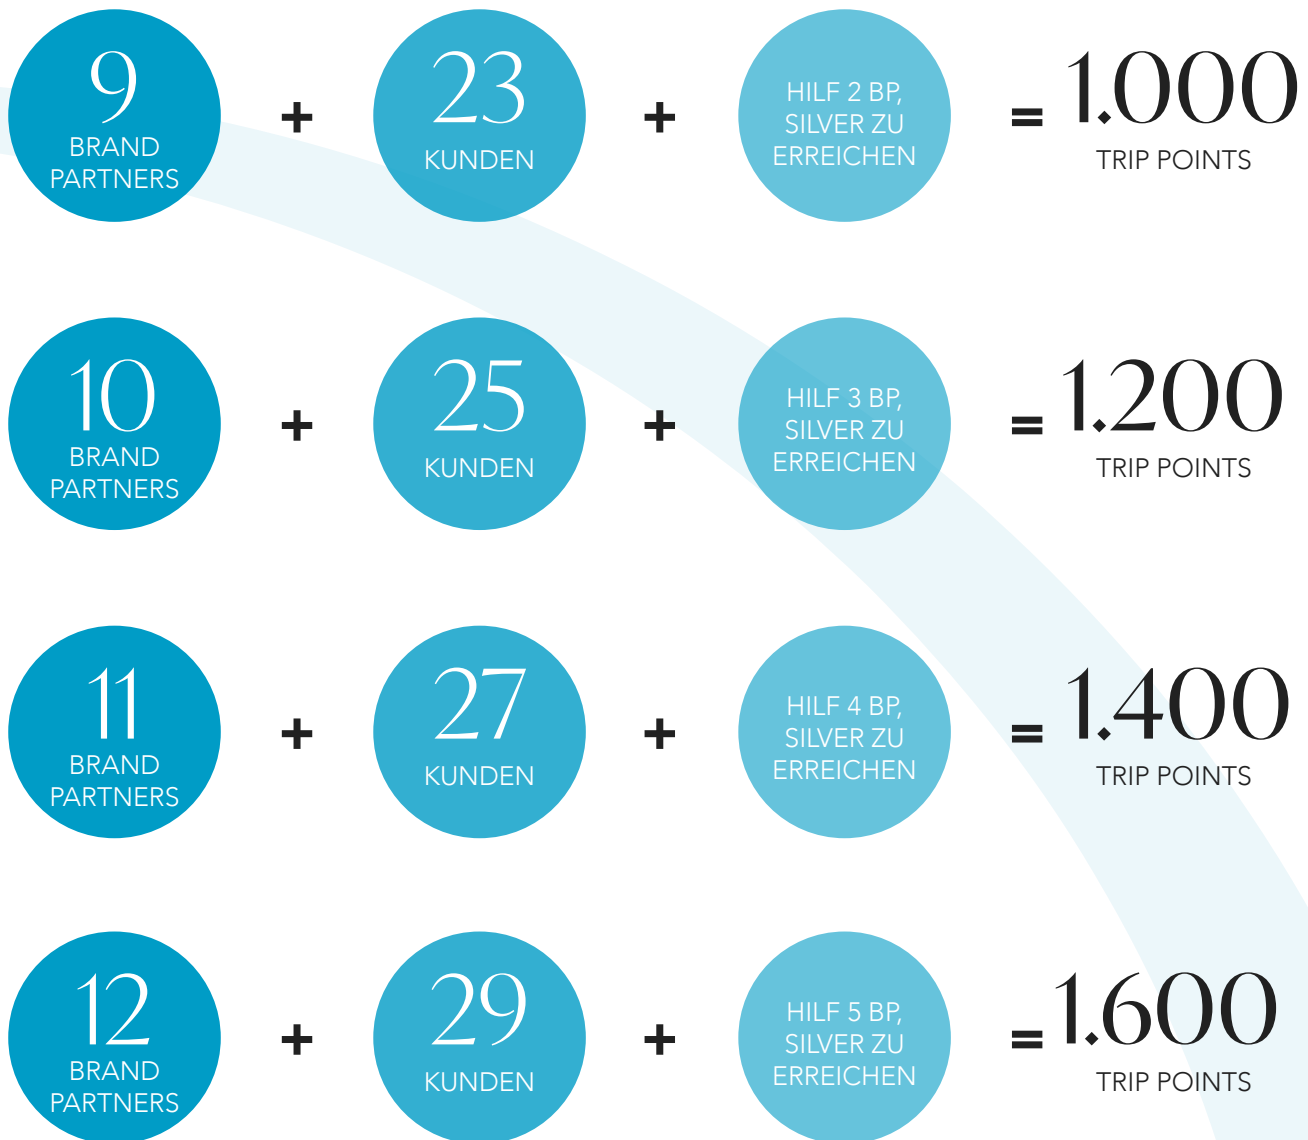 9
BRAND
PARTNERS
+
23
KUNDEN
+
HILF 2 BP,
SILVER ZU
ERREICHEN
= 1.000
TRIP POINTS
10
BRAND
PARTNERS
+
25
KUNDEN
+
HILF 3 BP,
SILVER ZU
ERREICHEN
= 1.200
TRIP POINTS
11
BRAND
PARTNERS
+
27
KUNDEN
+
HILF 4 BP,
SILVER ZU
ERREICHEN
= 1.400
TRIP POINTS
12
BRAND
PARTNERS
+
29
KUNDEN
+
HILF 5 BP,
SILVER ZU
ERREICHEN
= 1.600
TRIP POINTS